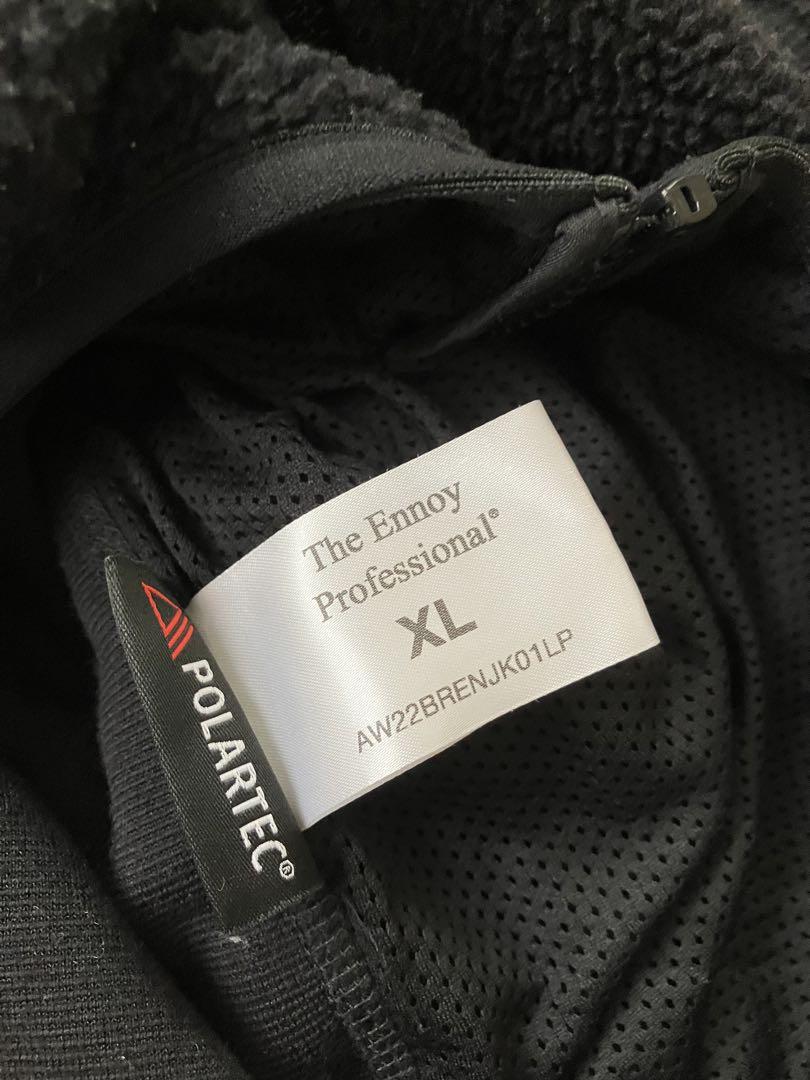 The Ennoy
Professional®
XL
AW22BRENJK01LP
POLARTEC®